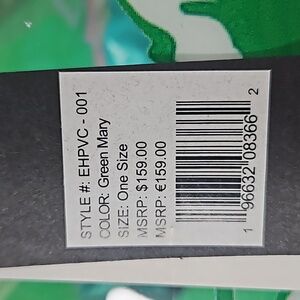 STYLE #: EHPVC - 001
COLOR: Green Mary
SIZE: One Size
MSRP: $159.00
MSRP: €159.00
1 96632 08366 2